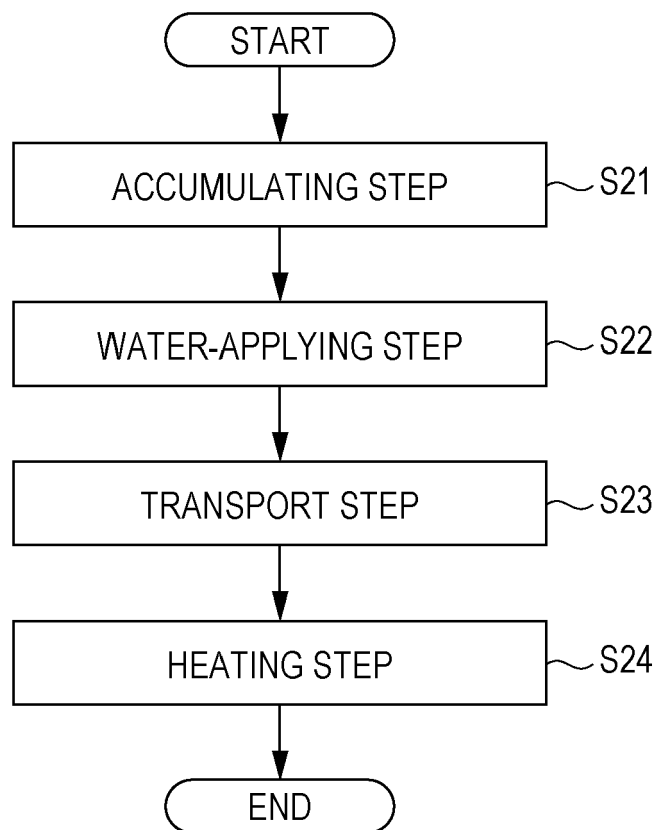 START
ACCUMULATING STEP S21
WATER-APPLYING STEP S22
TRANSPORT STEP S23
HEATING STEP S24
END